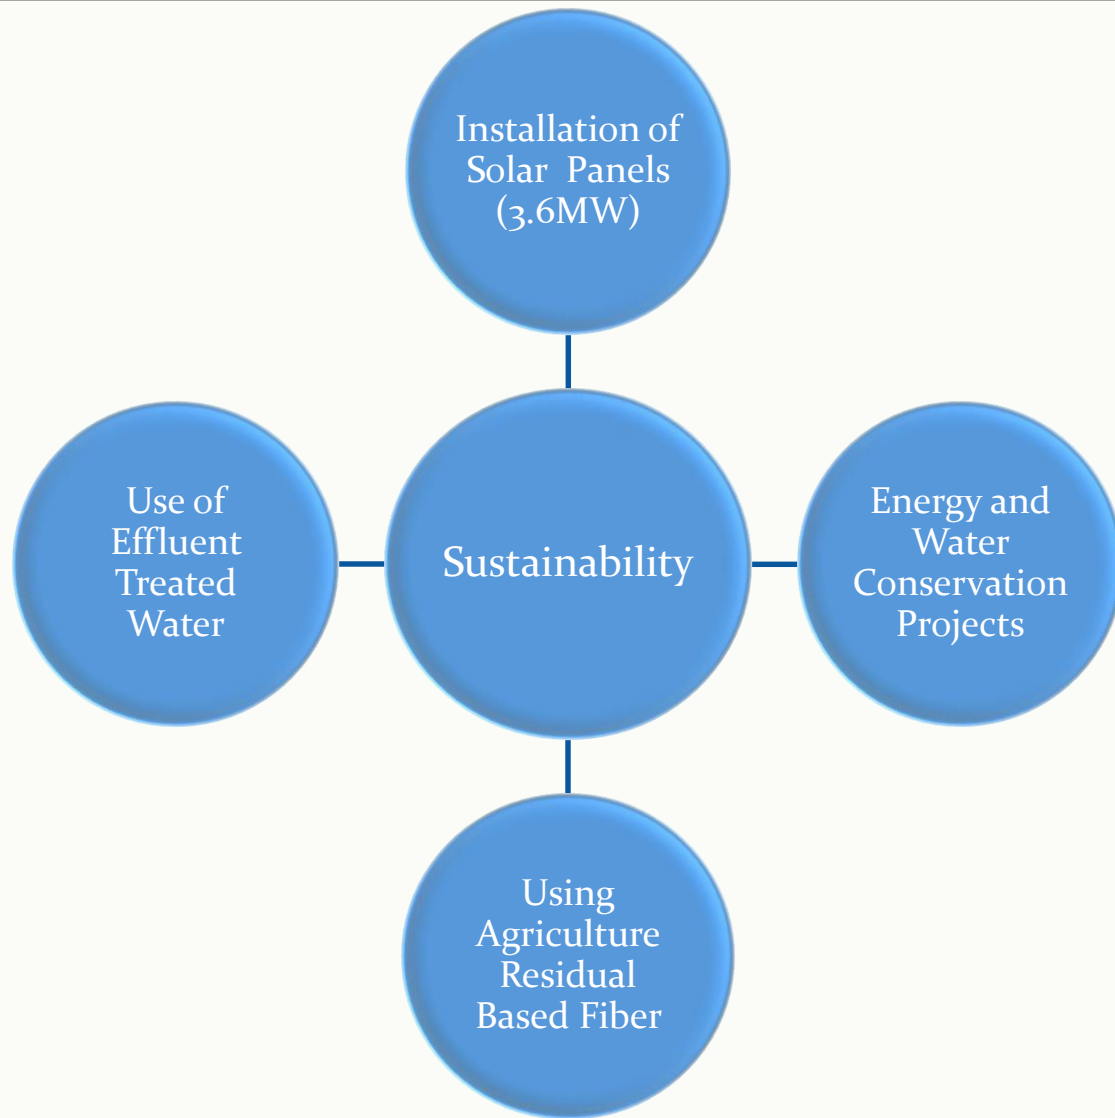 Installation of
Solar Panels
(3.6MW)
Use of
Effluent
Treated
Water
Sustainability
Energy and
Water
Conservation
Projects
Using
Agriculture
Residual
Based Fiber